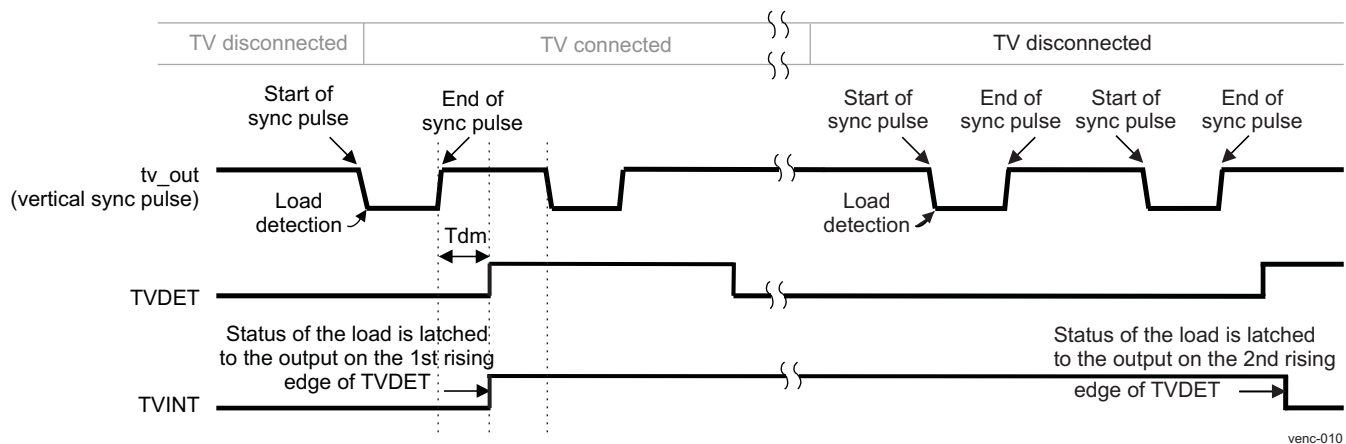 TV disconnected
TV connected
TV disconnected
Start of
sync pulse
End of
sync pulse
Start of
sync pulse
End of
sync pulse
Start of
sync pulse
End of
sync pulse
tv_out
(vertical sync pulse)
Load
detection
Load
detection
Tdm
TVDET
Status of the load is latched
to the output on the 1st rising
edge of TVDET
Status of the load is latched
to the output on the 2nd rising
edge of TVDET
TVINT
venc-010